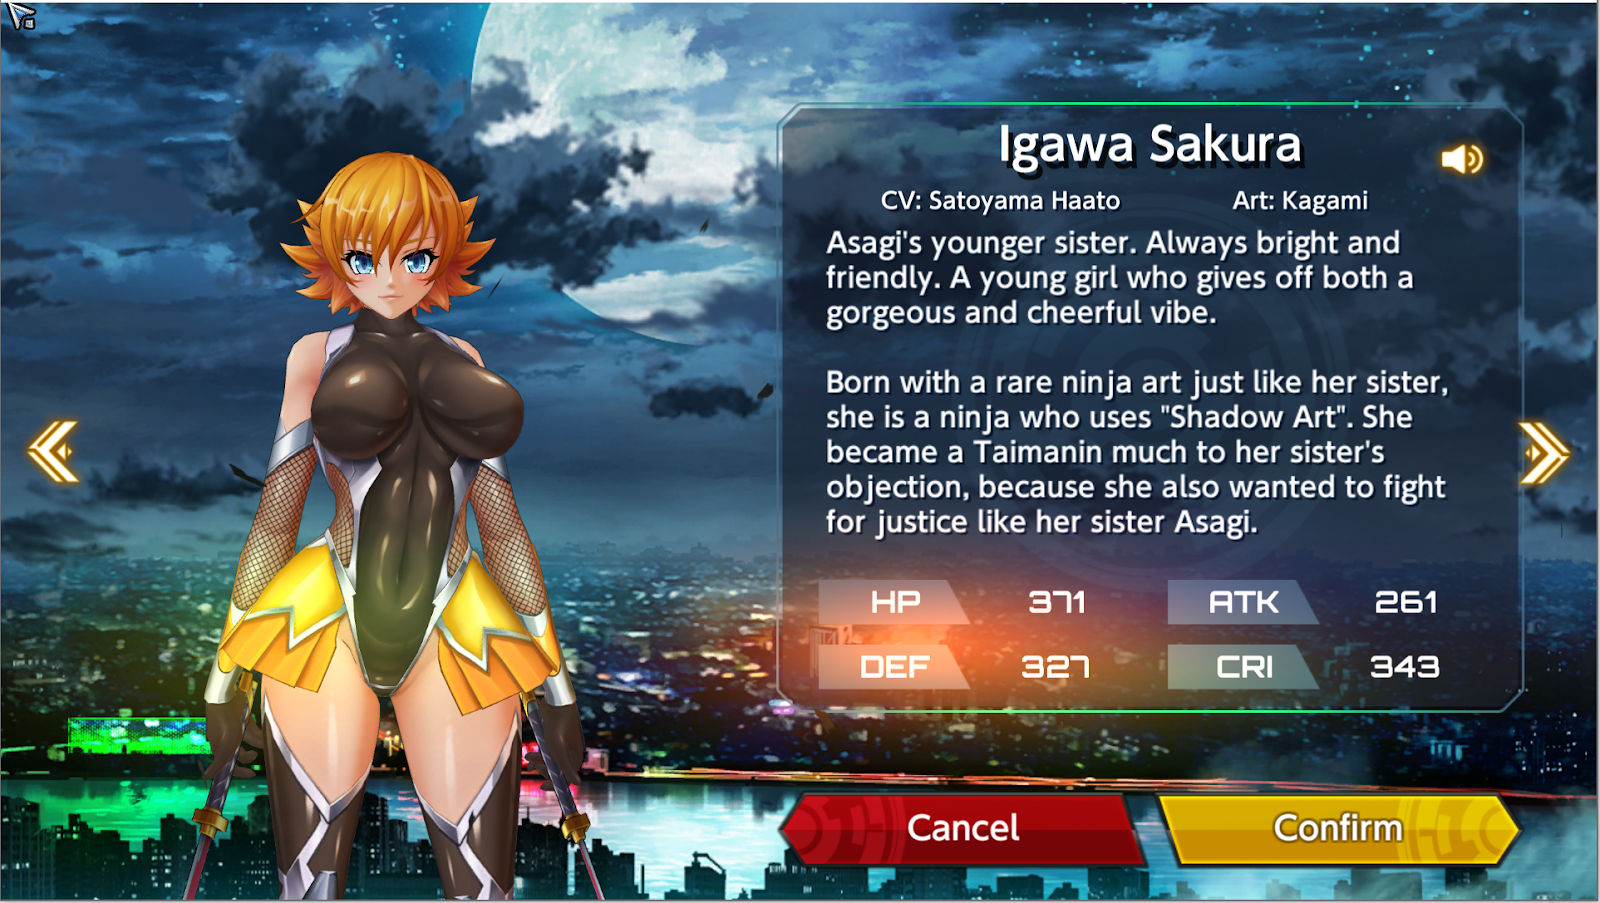 Igawa Sakura
CV: Satoyama Haato Art: Kagami
Asagi's younger sister. Always bright and
friendly. A young girl who gives off both a
gorgeous and cheerful vibe.
Born with a rare ninja art just like her sister,
she is a ninja who uses "Shadow Art". She
became a Taimanin much to her sister's
objection, because she also wanted to fight
for justice like her sister Asagi.
HP 371 ATK 261
DEF 327 CRI 343
Cancel Confirm